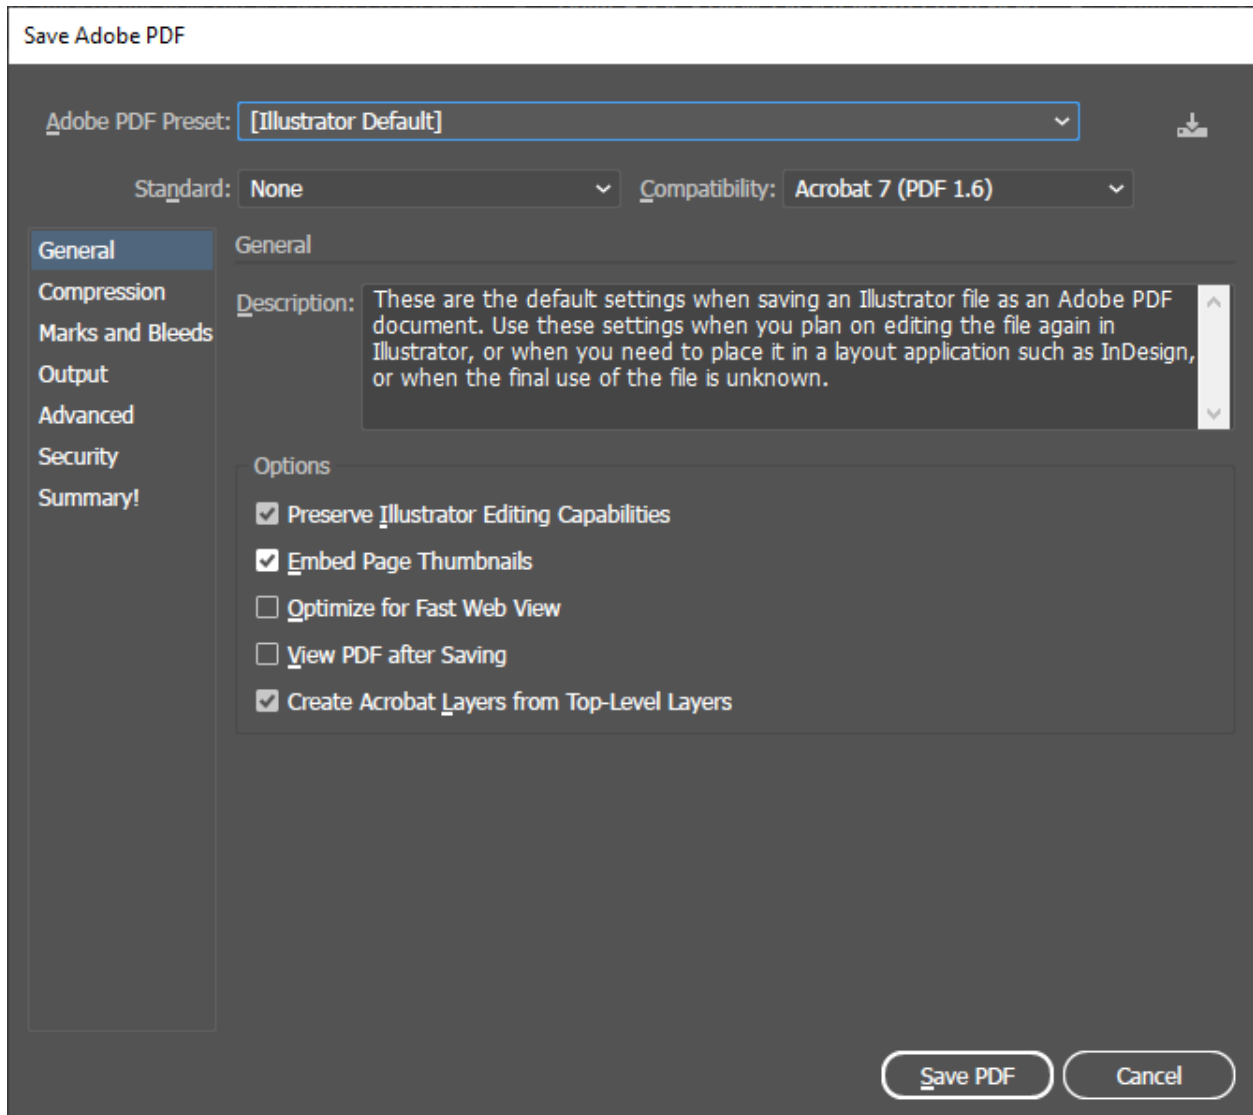 Save Adobe PDF
Adobe PDF Preset: [Illustrator Default]
Standard: None Compatibility: Acrobat 7 (PDF 1.6)
General
Compression
Marks and Bleeds
Output
Advanced
Security
Summary!
General
Description: These are the default settings when saving an Illustrator file as an Adobe PDF
document. Use these settings when you plan on editing the file again in
Illustrator, or when you need to place it in a layout application such as InDesign,
or when the final use of the file is unknown.
Options
Preserve Illustrator Editing Capabilities
Embed Page Thumbnails
Optimize for Fast Web View
View PDF after Saving
Create Acrobat Layers from Top-Level Layers
Save PDF Cancel